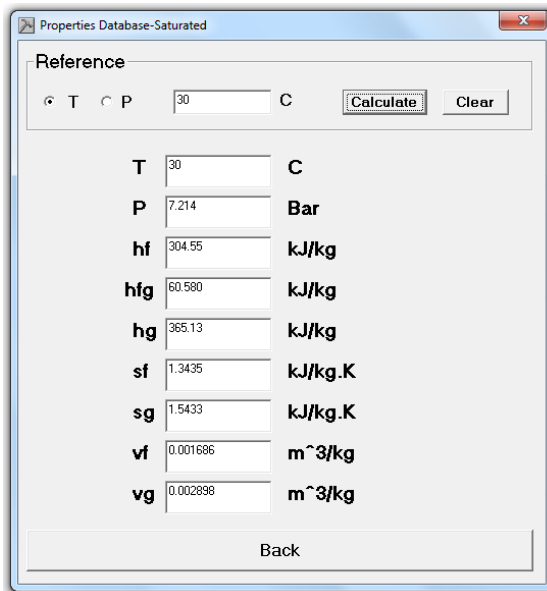 Properties Database-Saturated
x
Reference
T P 30 C Calculate Clear
T 30 C
P 7.214 Bar
hf 304.55 kJ/kg
hfg 60.580 kJ/kg
hg 365.13 kJ/kg
sf 1.3435 kJ/kg.K
sg 1.5433 kJ/kg.K
vf 0.001686 m^3/kg
vg 0.002898 m^3/kg
Back